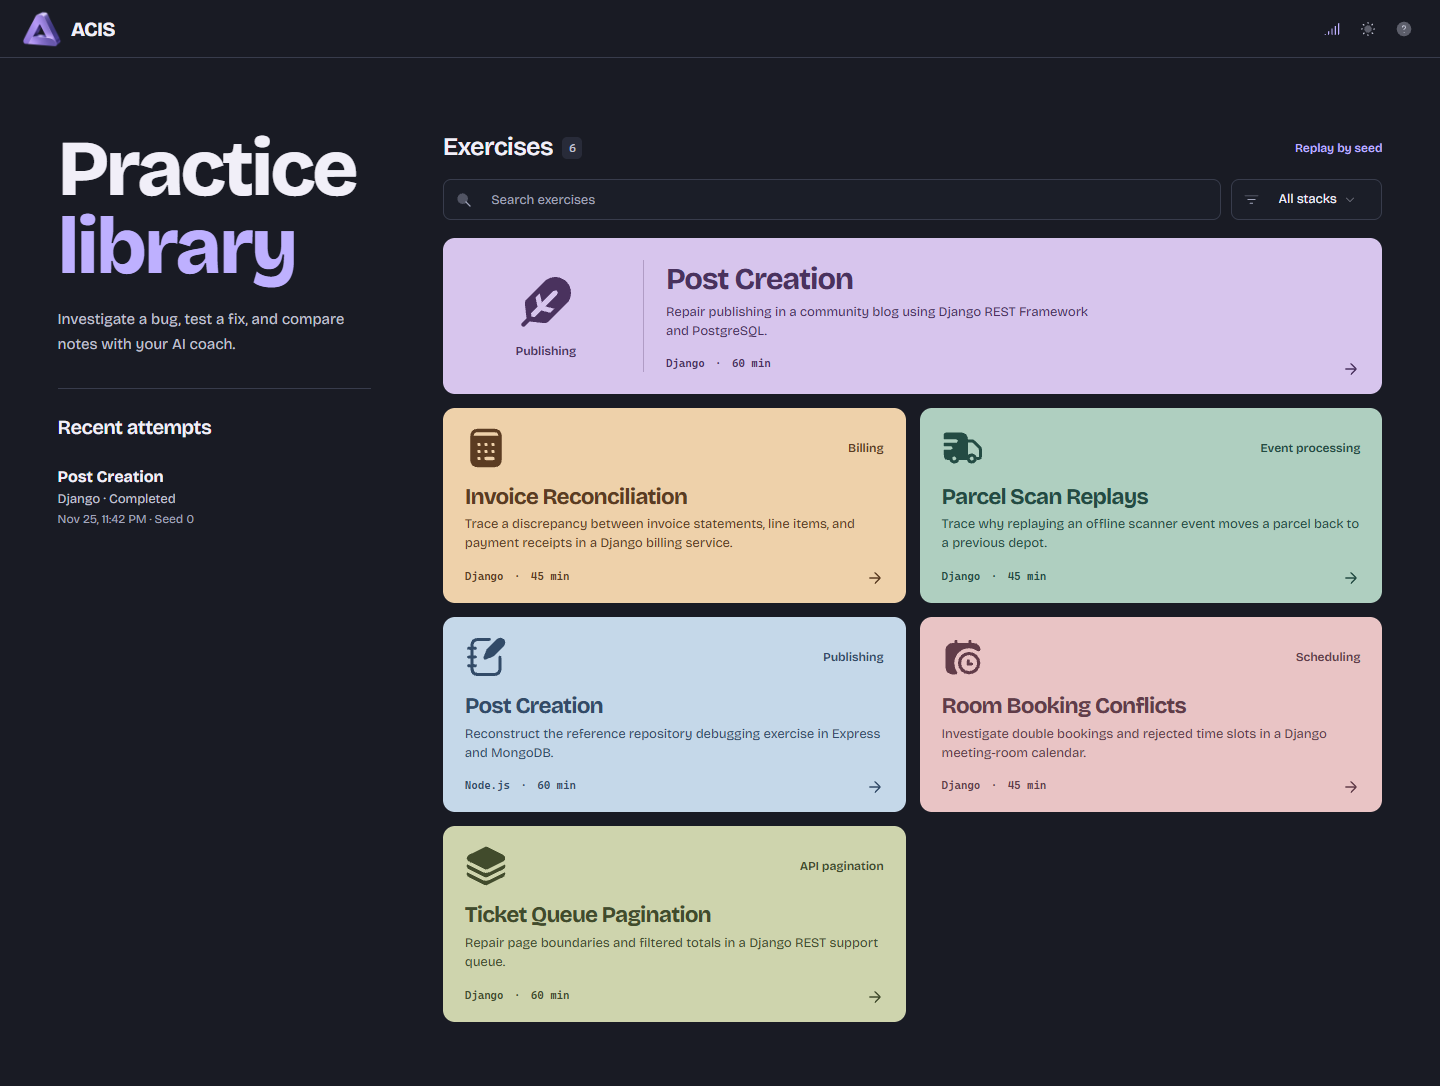 ACIS
Practice
library
Investigate a bug, test a fix, and compare
notes with your AI coach.
Recent attempts
Post Creation
Django · Completed
Nov 25, 11:42 PM · Seed 0
Exercises 6
Replay by seed
Search exercises
All stacks
Publishing
Post Creation
Repair publishing in a community blog using Django REST Framework
and PostgreSQL.
Django · 60 min
Billing
Invoice Reconciliation
Trace a discrepancy between invoice statements, line items, and
payment receipts in a Django billing service.
Django · 45 min
Event processing
Parcel Scan Replays
Trace why replaying an offline scanner event moves a parcel back to
a previous depot.
Django · 45 min
Publishing
Post Creation
Reconstruct the reference repository debugging exercise in Express
and MongoDB.
Node.js · 60 min
Scheduling
Room Booking Conflicts
Investigate double bookings and rejected time slots in a Django
meeting-room calendar.
Django · 45 min
API pagination
Ticket Queue Pagination
Repair page boundaries and filtered totals in a Django REST support
queue.
Django · 60 min